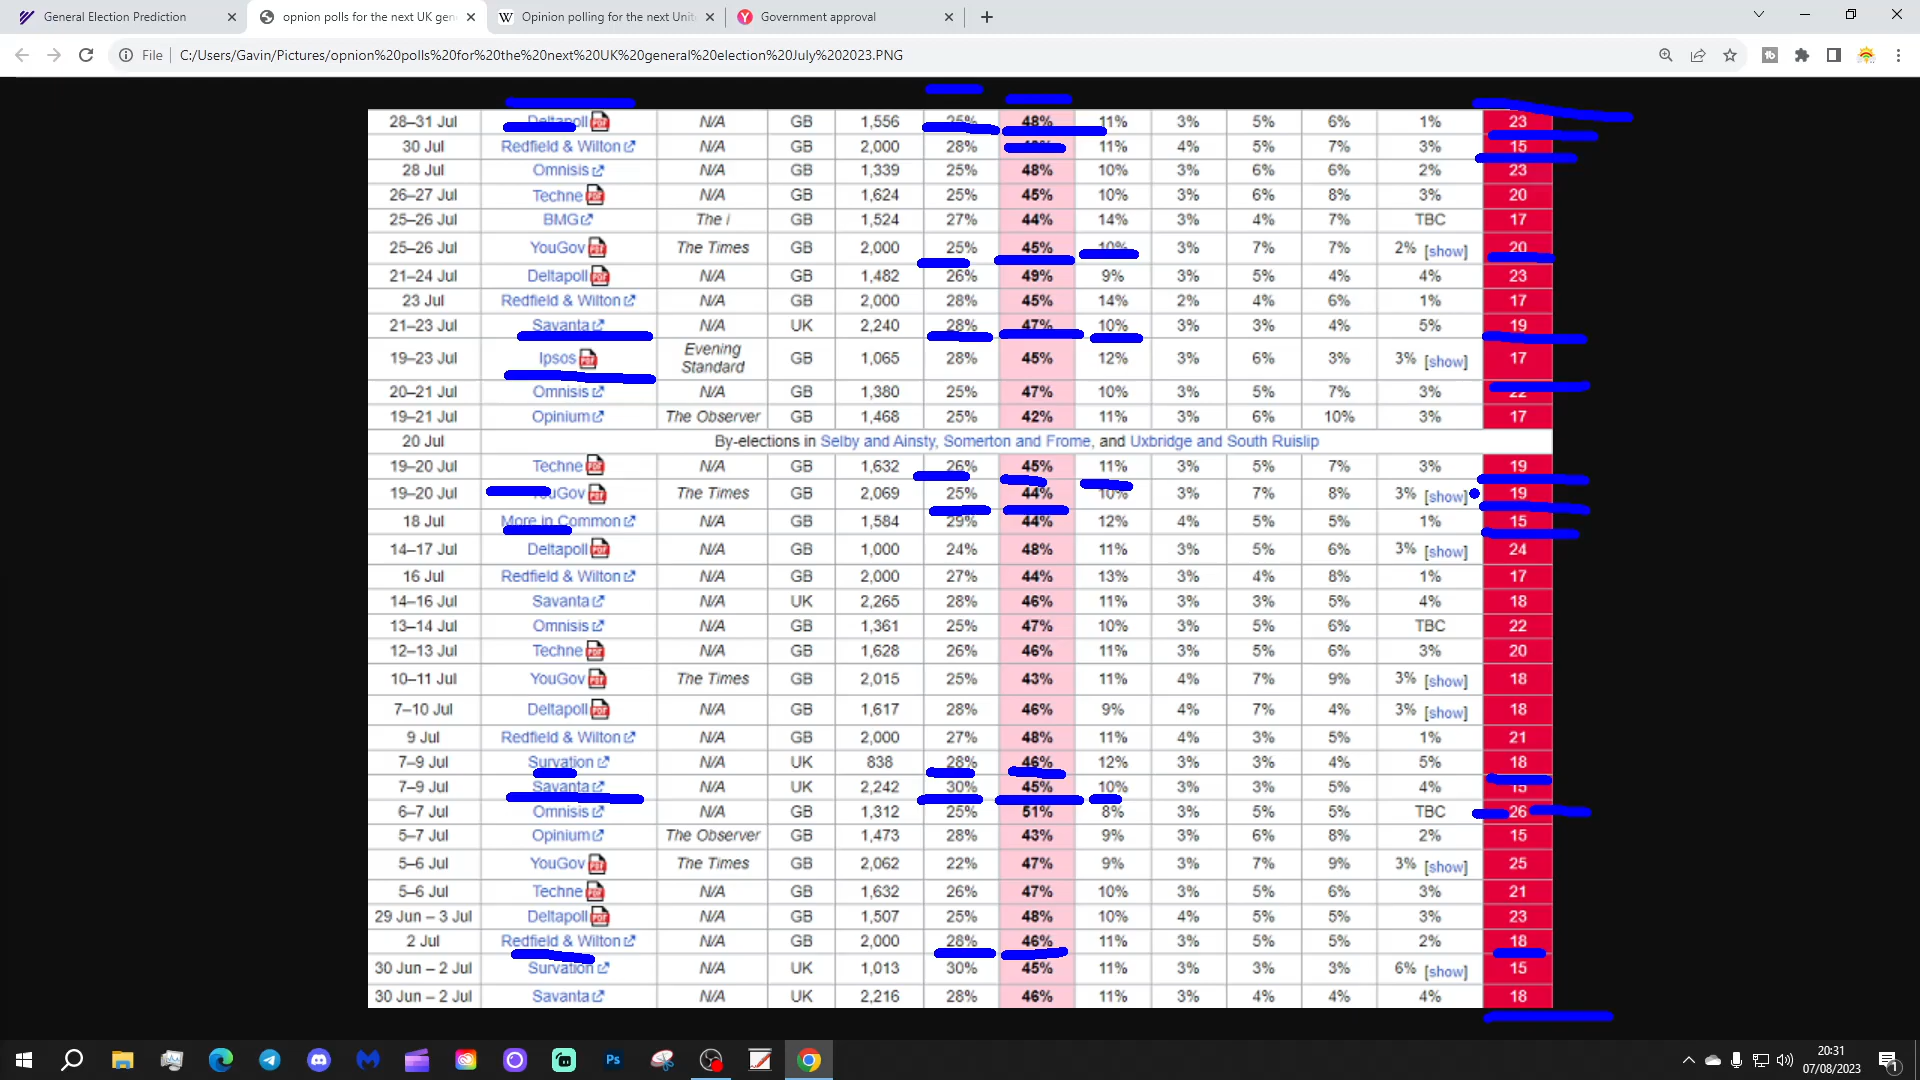 General Election Prediction
opnion polls for the next UK gen
Opinion polling for the next Unit
Government approval
File C:/Users/Gavin/Pictures/opnion%20polls%20for%20the%20next%20UK%20general%20election%20July%202023.PNG
28–31 Jul Deltapoll N/A GB 1,556 25% 48% 11% 3% 5% 6% 1% 23
30 Jul Redfield & Wilton N/A GB 2,000 28% 11% 4% 5% 7% 3% 15
28 Jul Omnisis N/A GB 1,339 25% 48% 10% 3% 6% 6% 2% 23
26–27 Jul Techne N/A GB 1,624 25% 45% 10% 3% 6% 8% 3% 20
25–26 Jul BMG The i GB 1,524 27% 44% 14% 3% 4% 7% TBC 17
25–26 Jul YouGov The Times GB 2,000 25% 45% 10% 3% 7% 7% 2% [show] 20
21–24 Jul Deltapoll N/A GB 1,482 26% 49% 9% 3% 5% 4% 4% 23
23 Jul Redfield & Wilton N/A GB 2,000 28% 45% 14% 2% 4% 6% 1% 17
21–23 Jul Savanta N/A UK 2,240 28% 47% 10% 3% 3% 4% 5% 19
19–23 Jul Ipsos Evening Standard GB 1,065 28% 45% 12% 3% 6% 3% 3% [show] 17
20–21 Jul Omnisis N/A GB 1,380 25% 47% 10% 3% 5% 7% 3% 22
19–21 Jul Opinium The Observer GB 1,468 25% 42% 11% 3% 6% 10% 3% 17
20 Jul By-elections in Selby and Ainsty, Somerton and Frome, and Uxbridge and South Ruislip
19–20 Jul Techne N/A GB 1,632 26% 45% 11% 3% 5% 7% 3% 19
19–20 Jul YouGov The Times GB 2,069 25% 44% 10% 3% 7% 8% 3% [show] 19
18 Jul More in Common N/A GB 1,584 29% 44% 12% 4% 5% 5% 1% 15
14–17 Jul Deltapoll N/A GB 1,000 24% 48% 11% 3% 5% 6% 3% [show] 24
16 Jul Redfield & Wilton N/A GB 2,000 27% 44% 13% 3% 4% 8% 1% 17
14–16 Jul Savanta N/A UK 2,265 28% 46% 11% 3% 3% 5% 4% 18
13–14 Jul Omnisis N/A GB 1,361 25% 47% 10% 3% 5% 6% TBC 22
12–13 Jul Techne N/A GB 1,628 26% 46% 11% 3% 5% 6% 3% 20
10–11 Jul YouGov The Times GB 2,015 25% 43% 11% 4% 7% 9% 3% [show] 18
7–10 Jul Deltapoll N/A GB 1,617 28% 46% 9% 4% 7% 4% 3% [show] 18
9 Jul Redfield & Wilton N/A GB 2,000 27% 48% 11% 4% 3% 5% 1% 21
7–9 Jul Survation N/A UK 838 28% 46% 12% 3% 3% 4% 5% 18
7–9 Jul Savanta N/A UK 2,242 30% 45% 10% 3% 3% 5% 4% 15
6–7 Jul Omnisis N/A GB 1,312 25% 51% 8% 3% 5% 5% TBC 26
5–7 Jul Opinium The Observer GB 1,473 28% 43% 9% 3% 6% 8% 2% 15
5–6 Jul YouGov The Times GB 2,062 22% 47% 9% 3% 7% 9% 3% [show] 25
5–6 Jul Techne N/A GB 1,632 26% 47% 10% 3% 5% 6% 3% 21
29 Jun – 3 Jul Deltapoll N/A GB 1,507 25% 48% 10% 4% 5% 5% 3% 23
2 Jul Redfield & Wilton N/A GB 2,000 28% 46% 11% 3% 5% 5% 2% 18
30 Jun – 2 Jul Survation N/A UK 1,013 30% 45% 11% 3% 3% 3% 6% [show] 15
30 Jun – 2 Jul Savanta N/A UK 2,216 28% 46% 11% 3% 4% 4% 4% 18
Ps
20:31
07/08/2023
1